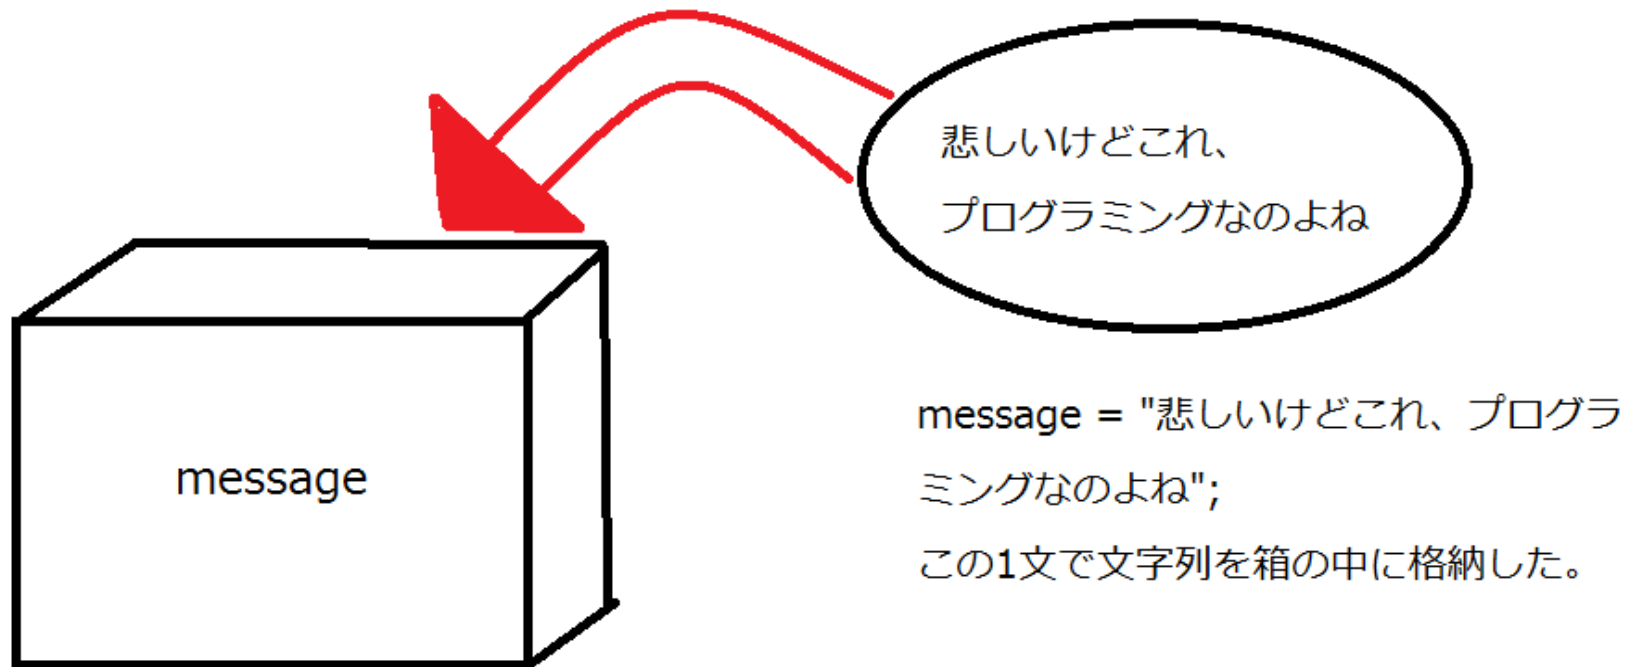 悲しいけどこれ、
プログラミングなのよね
message
message = "悲しいけどこれ、プログラ
ミングなのよね";
この1文で文字列を箱の中に格納した。